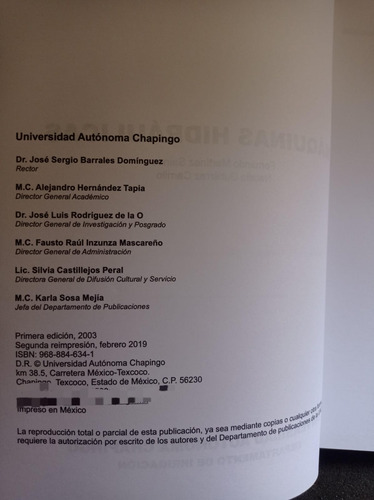 Universidad Autónoma Chapingo
Dr. José Sergio Barrales Domínguez
Rector
M.C. Alejandro Hernández Tapia
Director General Académico
Dr. José Luis Rodríguez de la O
Director General de Investigación y Posgrado
M.C. Fausto Raúl Inzunza Mascareño
Director General de Administración
Lic. Silvia Castillejos Peral
Directora General de Difusión Cultural y Servicio
M.C. Karla Sosa Mejía
Jefa del Departamento de Publicaciones
Primera edición, 2003
Segunda reimpresión, febrero 2019
ISBN: 968-884-634-1
D.R. © Universidad Autónoma Chapingo
km 38.5, Carretera México-Texcoco.
Chapingo, Texcoco, Estado de México, C.P. 56230
Impreso en México
La reproducción total o parcial de esta publicación, ya sea mediante copias o cualquier otra
requiere la autorización por escrito de los autores y del Departamento de publicaciones de